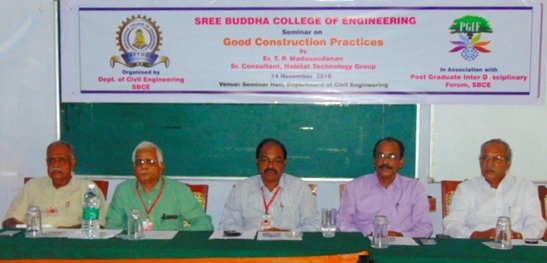 SREE BUDDHA COLLEGE OF ENGINEERING
Seminar on
Good Construction Practices
By
Er. T. P. Madhusudanan
Sr. Consultant, Habitat Technology Group
14 November 2016
Venue: Seminar Hall, Department of Civil Engineering
Organised by
Dept. of Civil Engineering
SBCE
PGIF
In Association with
Post Graduate Inter D sciplinary
Forum, SBCE